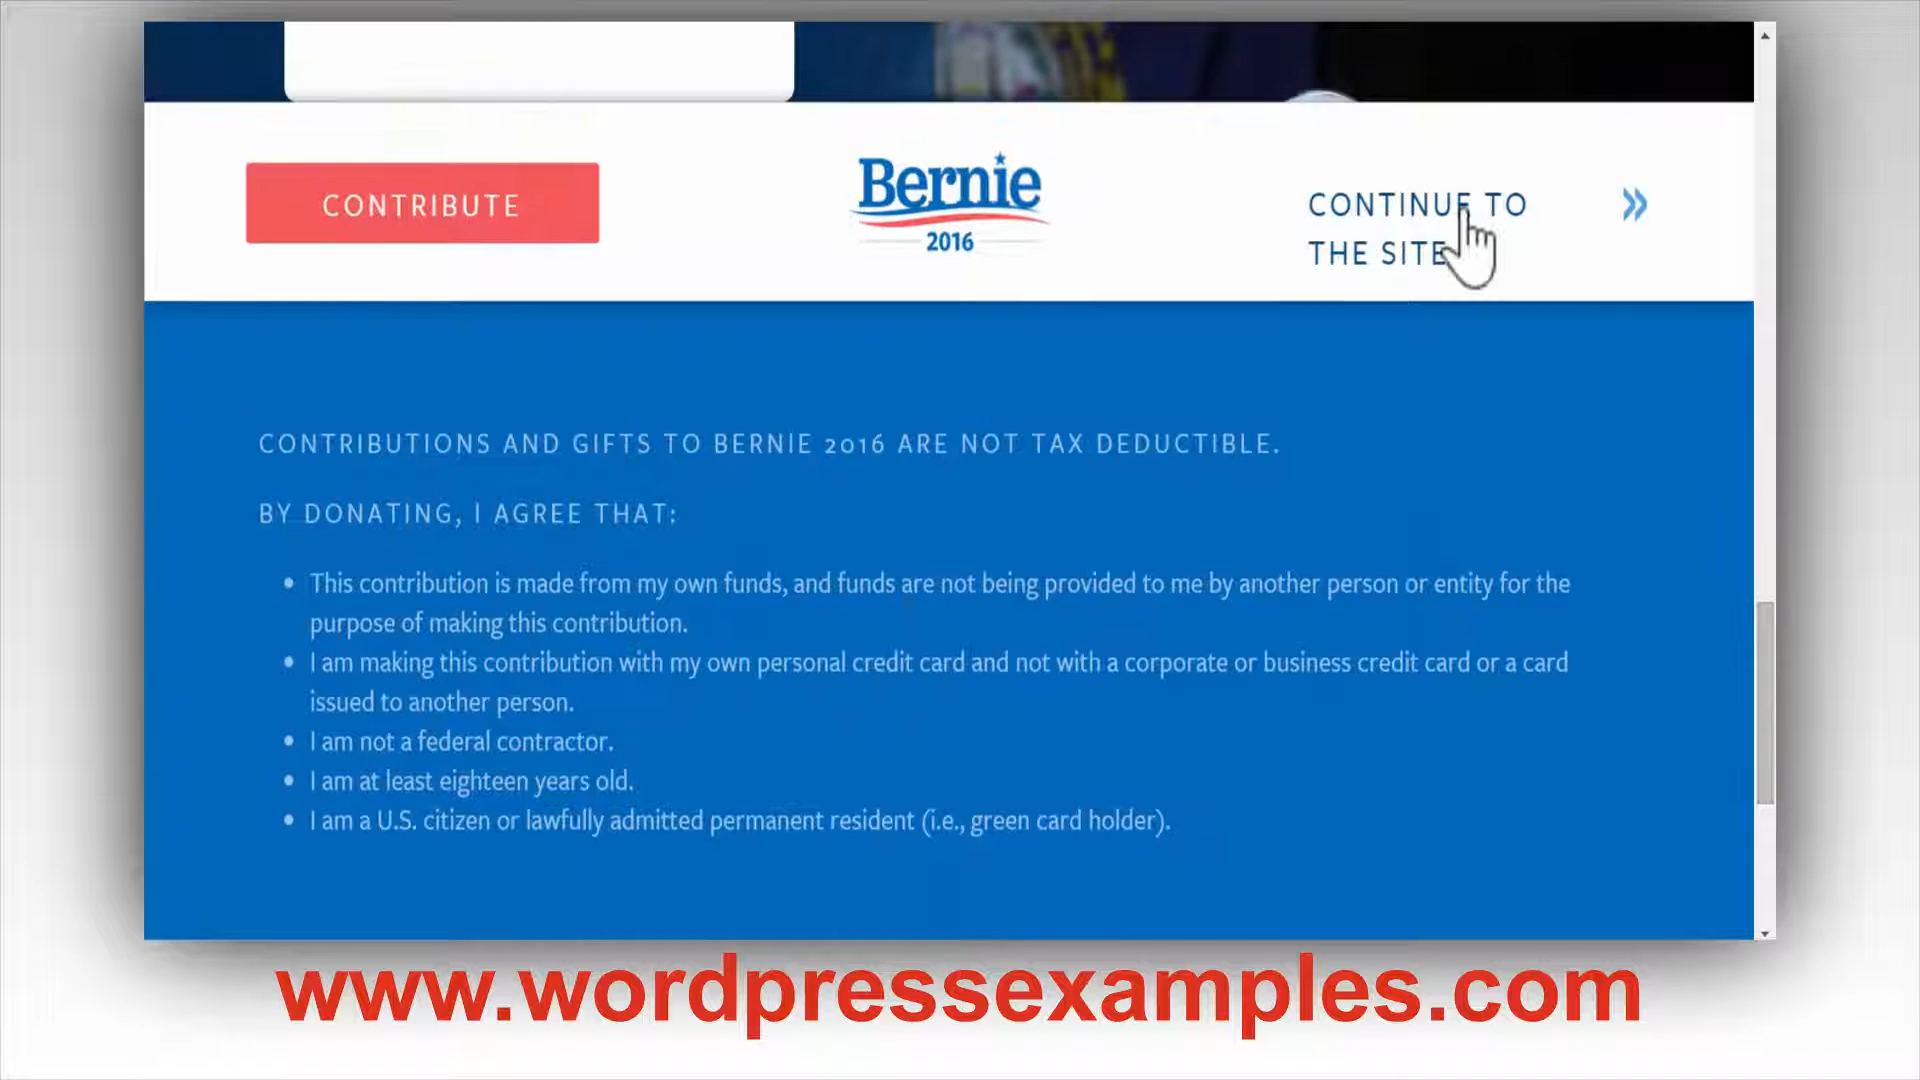 CONTRIBUTE
Bernie
2016
CONTINUE TO
THE SITE
»
CONTRIBUTIONS AND GIFTS TO BERNIE 2016 ARE NOT TAX DEDUCTIBLE.
BY DONATING, I AGREE THAT:
• This contribution is made from my own funds, and funds are not being provided to me by another person or entity for the
purpose of making this contribution.
• I am making this contribution with my own personal credit card and not with a corporate or business credit card or a card
issued to another person.
• I am not a federal contractor.
• I am at least eighteen years old.
• I am a U.S. citizen or lawfully admitted permanent resident (i.e., green card holder).
www.wordpressexamples.com